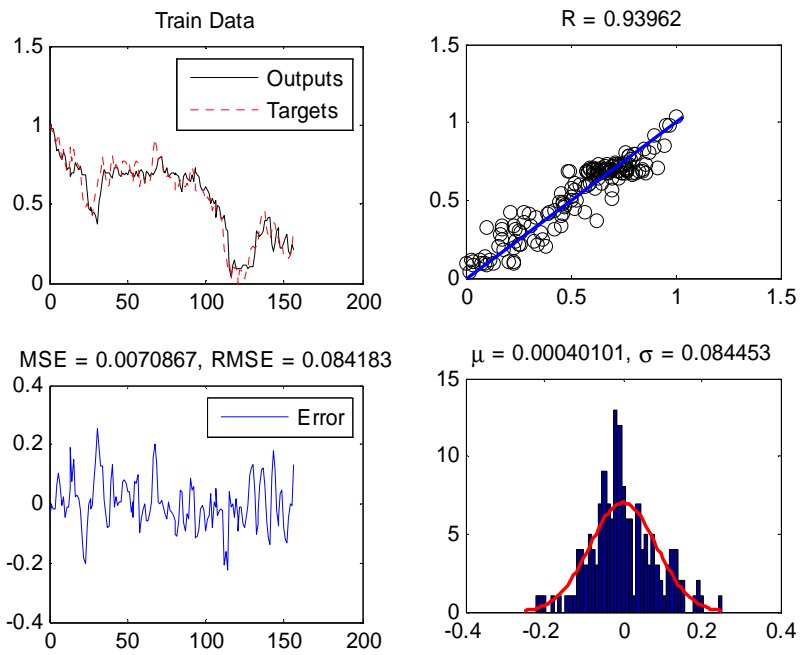 Train Data
1.5
1
0.5
0
0 50 100 150 200
Outputs
Targets
R = 0.93962
1.5
1
0.5
0
0 0.5 1 1.5
MSE = 0.0070867, RMSE = 0.084183
0.4
0.2
0
-0.2
-0.4
0 50 100 150 200
Error
μ = 0.00040101, σ = 0.084453
15
10
5
0
-0.4 -0.2 0 0.2 0.4